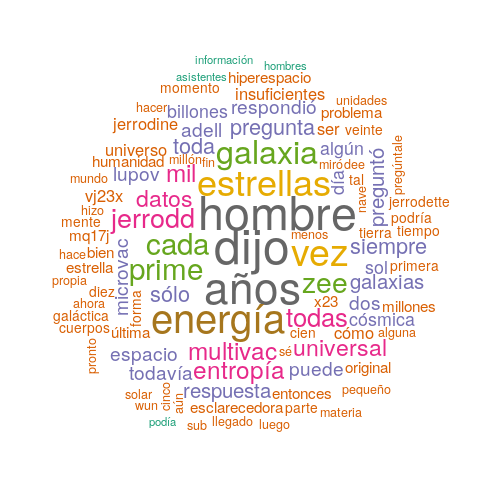 información
asistentes hombres
momento hiperespacio
billones insuficientes unidades
jerrodine respondió problema
adell pregunta ser veinte
universo toda galaxia algún
humanidad millón fin miródee
mundo lupov mil estrellas día tal preguntó pregúntale
vj23x datos hombre nave jerrodette
hizo jerrodd podría
mente dijo menos tierra tiempo
mq17j cada vez siempre
hace bien
estrella prime años zee sol primera
propia microvac galaxias
diez sólo x23 dos millones
ahora forma energía todas cósmica
galáctica
cuerpos última cien cómo alguna
multivac sé universal
pronto espacio entropía puede original
todavía
solar cinco respuesta entonces pequeño
wun aún esclarecedora parte materia
podía sub llegado luego
hacer